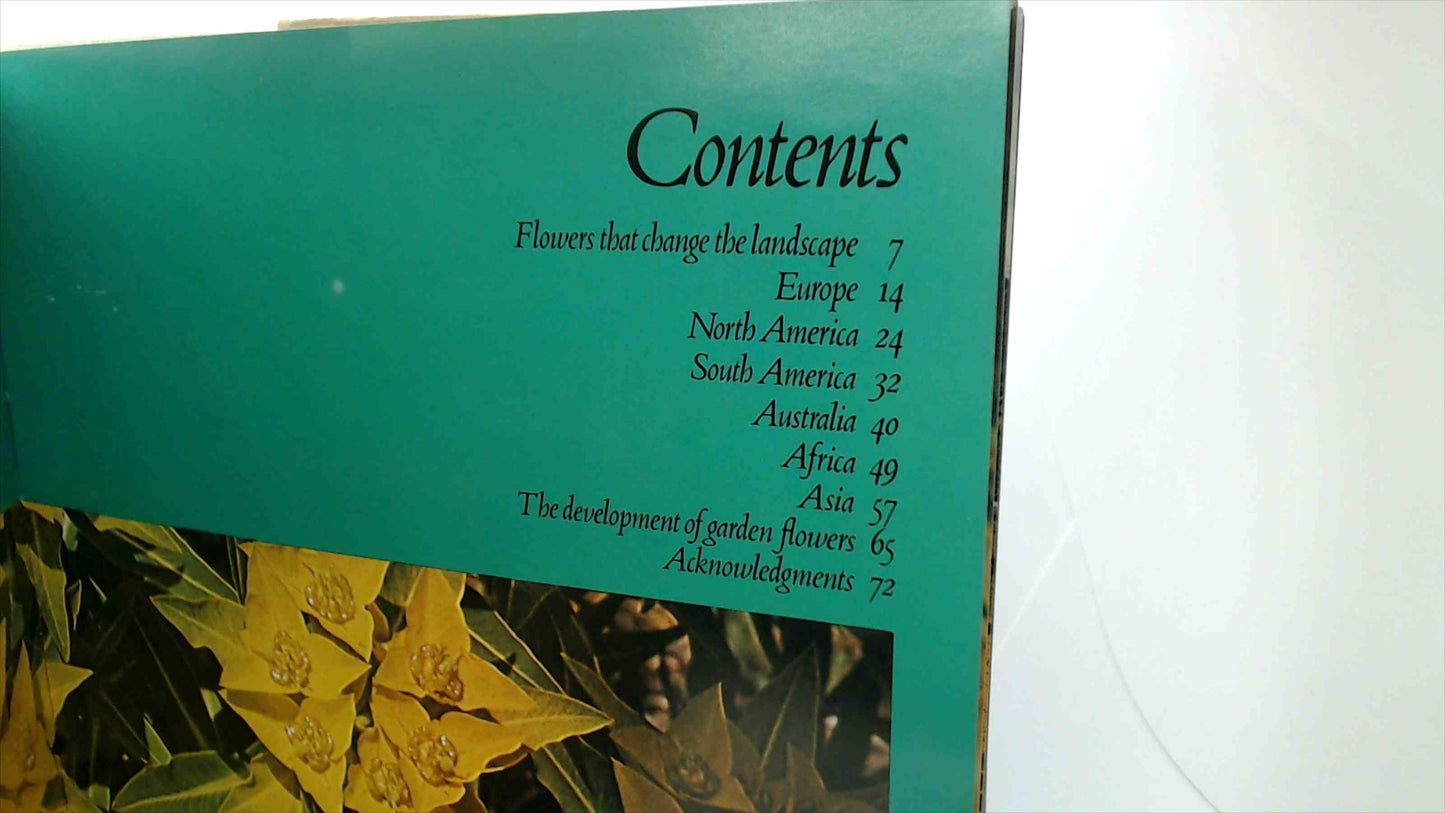 Contents
Flowers that change the landscape 7
Europe 14
North America 24
South America 32
Australia 40
Africa 49
Asia 57
The development of garden flowers 65
Acknowledgments 72